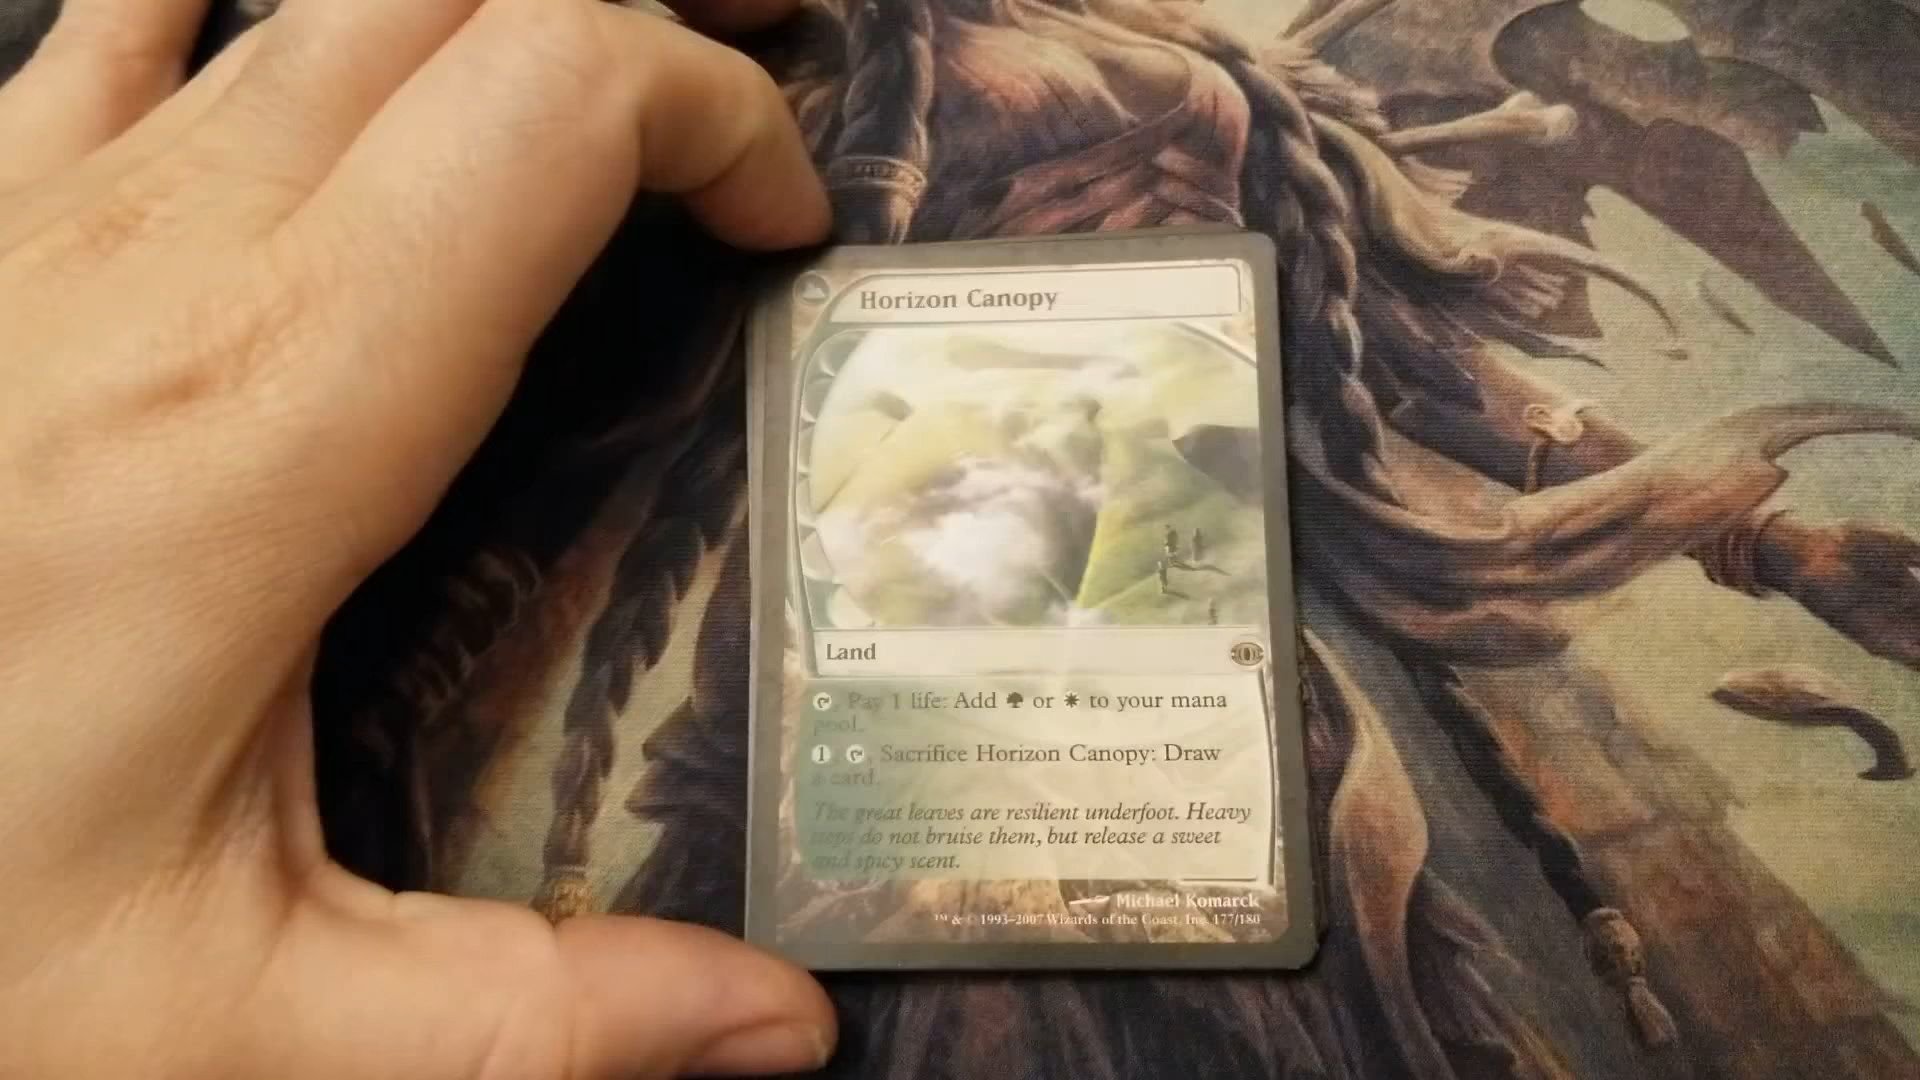 Horizon Canopy
Land
, Pay 1 life: Add or to your mana
pool.
1 , Sacrifice Horizon Canopy: Draw
a card.
The great leaves are resilient underfoot. Heavy
steps do not bruise them, but release a sweet
and spicy scent.
Michael Komarck
™ & © 1993–2007 Wizards of the Coast, Inc. 177/180